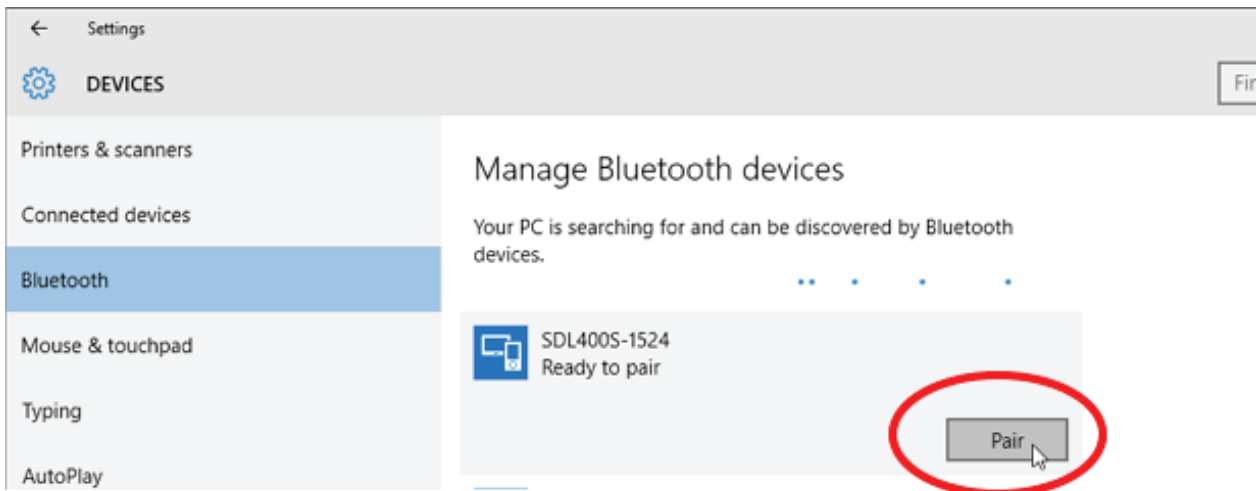 Settings
DEVICES
Printers & scanners
Connected devices
Bluetooth
Mouse & touchpad
Typing
AutoPlay
Manage Bluetooth devices
Your PC is searching for and can be discovered by Bluetooth
devices.
SDL400S-1524
Ready to pair
Pair